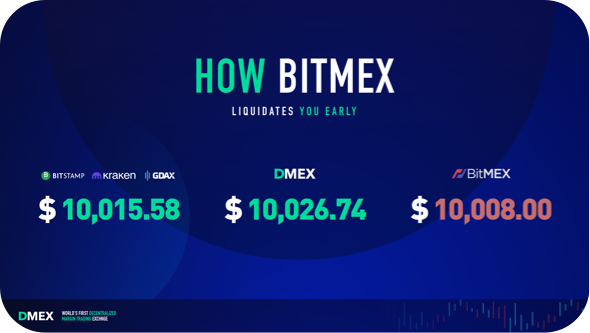 HOW BITMEX
LIQUIDATES YOU EARLY
BITSTAMP kraken GDAX
DMEX
BitMEX
$ 10,015.58
$ 10,026.74
$ 10,008.00
DMEX
WORLD'S FIRST DECENTRALIZED
MARGIN TRADING EXCHNGE